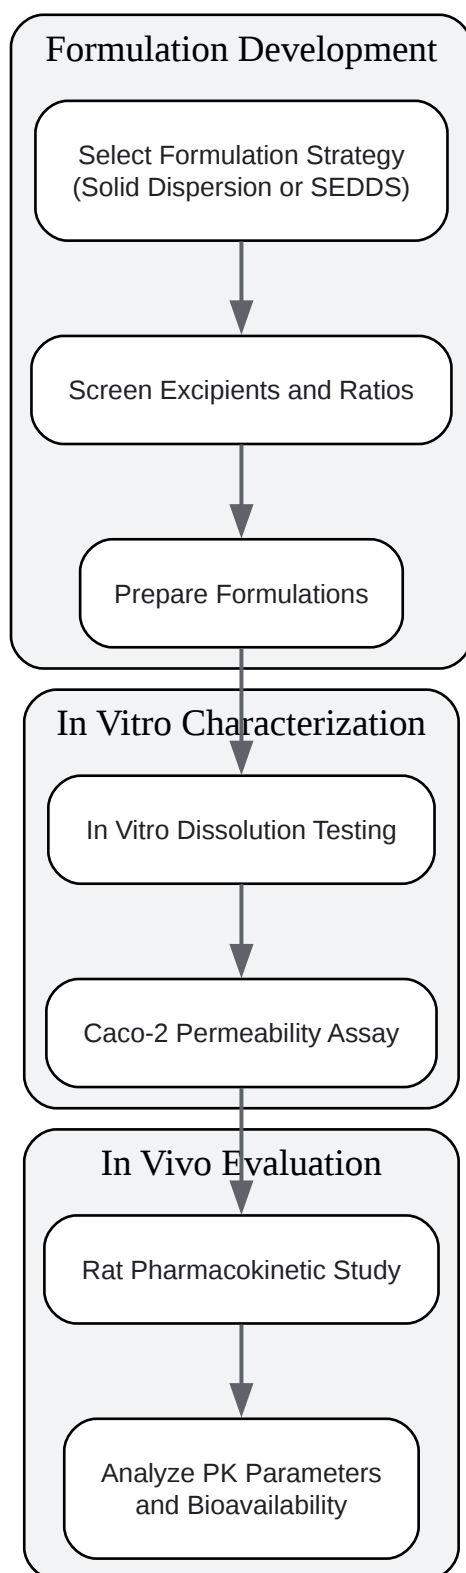 Formulation Development
Select Formulation Strategy
(Solid Dispersion or SEDDS)
Screen Excipients and Ratios
Prepare Formulations
In Vitro Characterization
In Vitro Dissolution Testing
Caco-2 Permeability Assay
In Vivo Evaluation
Rat Pharmacokinetic Study
Analyze PK Parameters
and Bioavailability